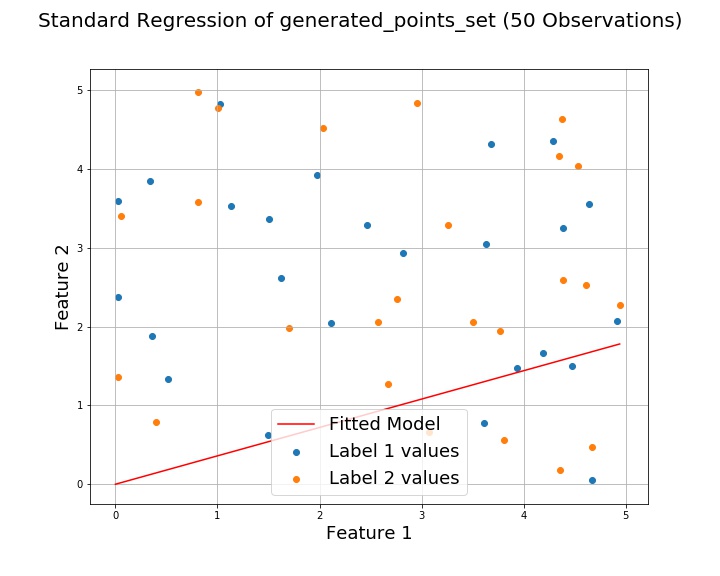 Standard Regression of generated_points_set (50 Observations)
5
4
3
2
1
0
Feature 2
Fitted Model
Label 1 values
Label 2 values
0 1 2 3 4 5
Feature 1